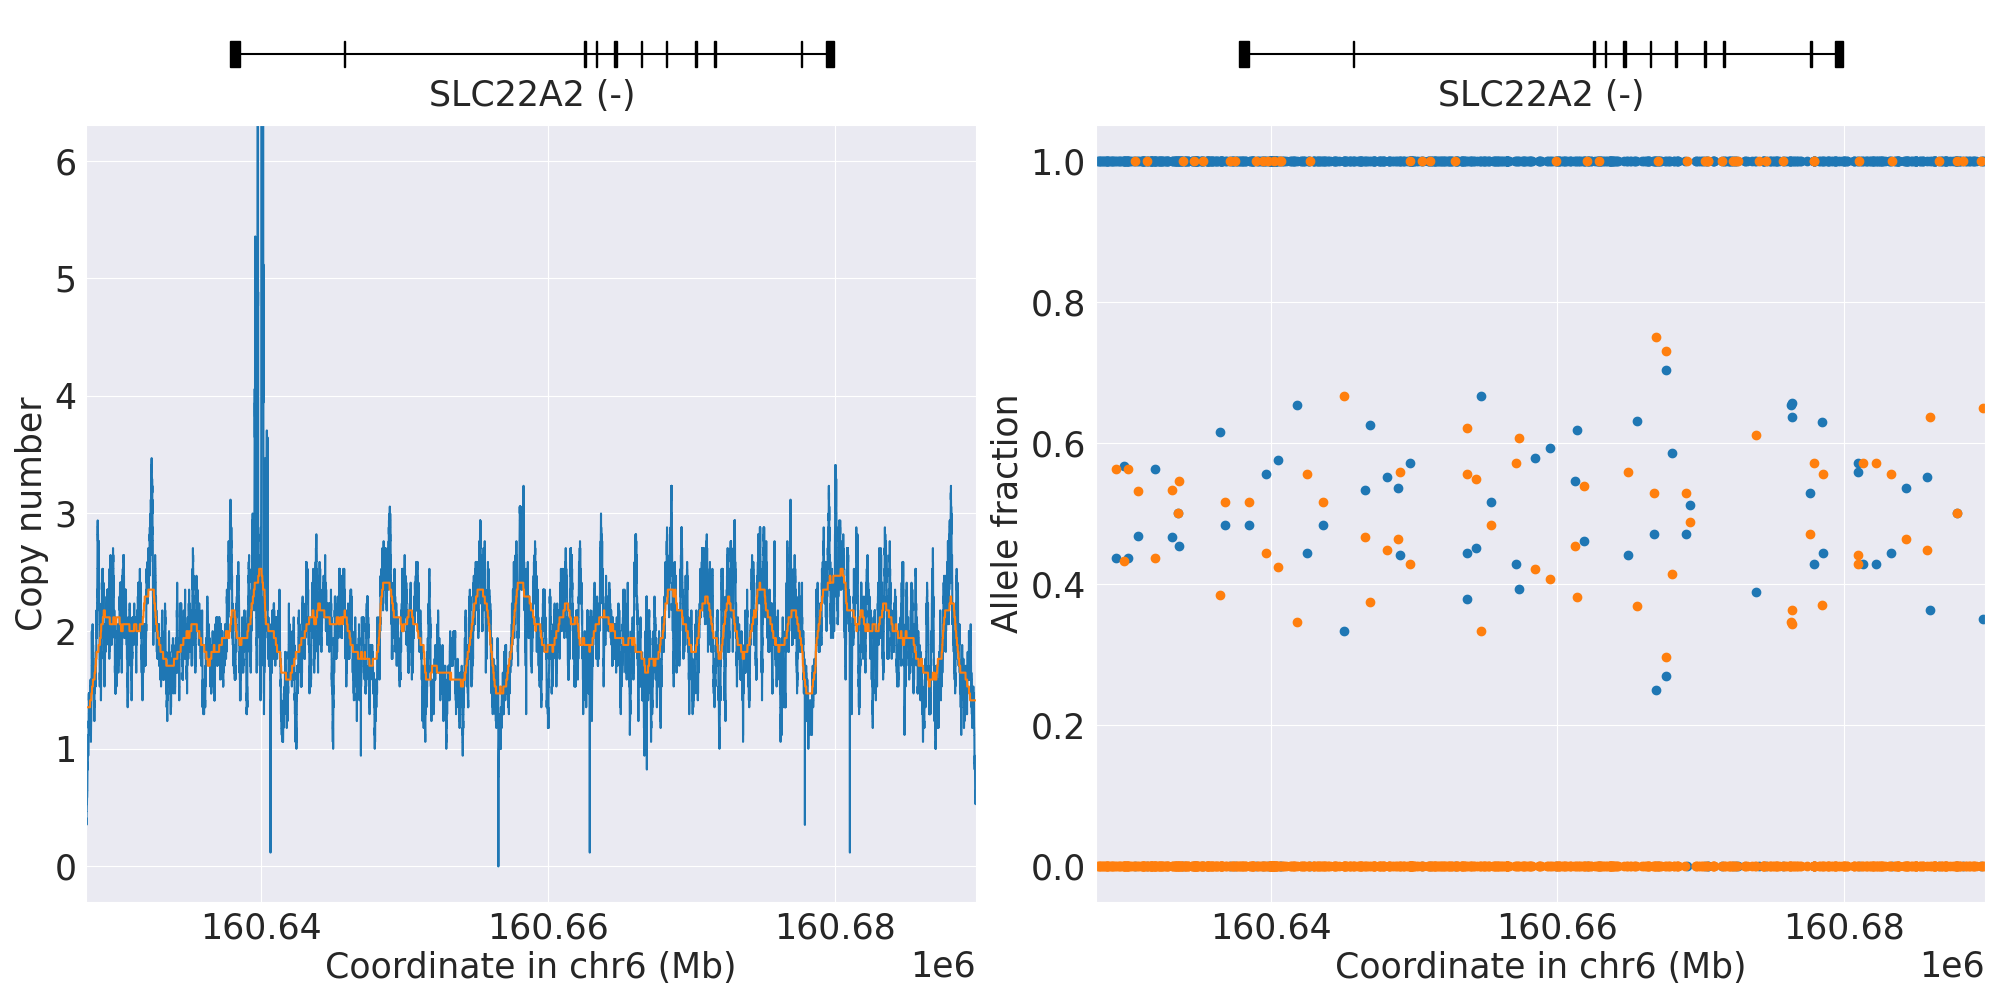 SLC22A2 (-)
6
5
4
3
2
1
0
Copy number
160.64
160.66
160.68
Coordinate in chr6 (Mb)
1e6
SLC22A2 (-)
1.0
0.8
0.6
0.4
0.2
0.0
Allele fraction
160.64
160.66
160.68
Coordinate in chr6 (Mb)
1e6